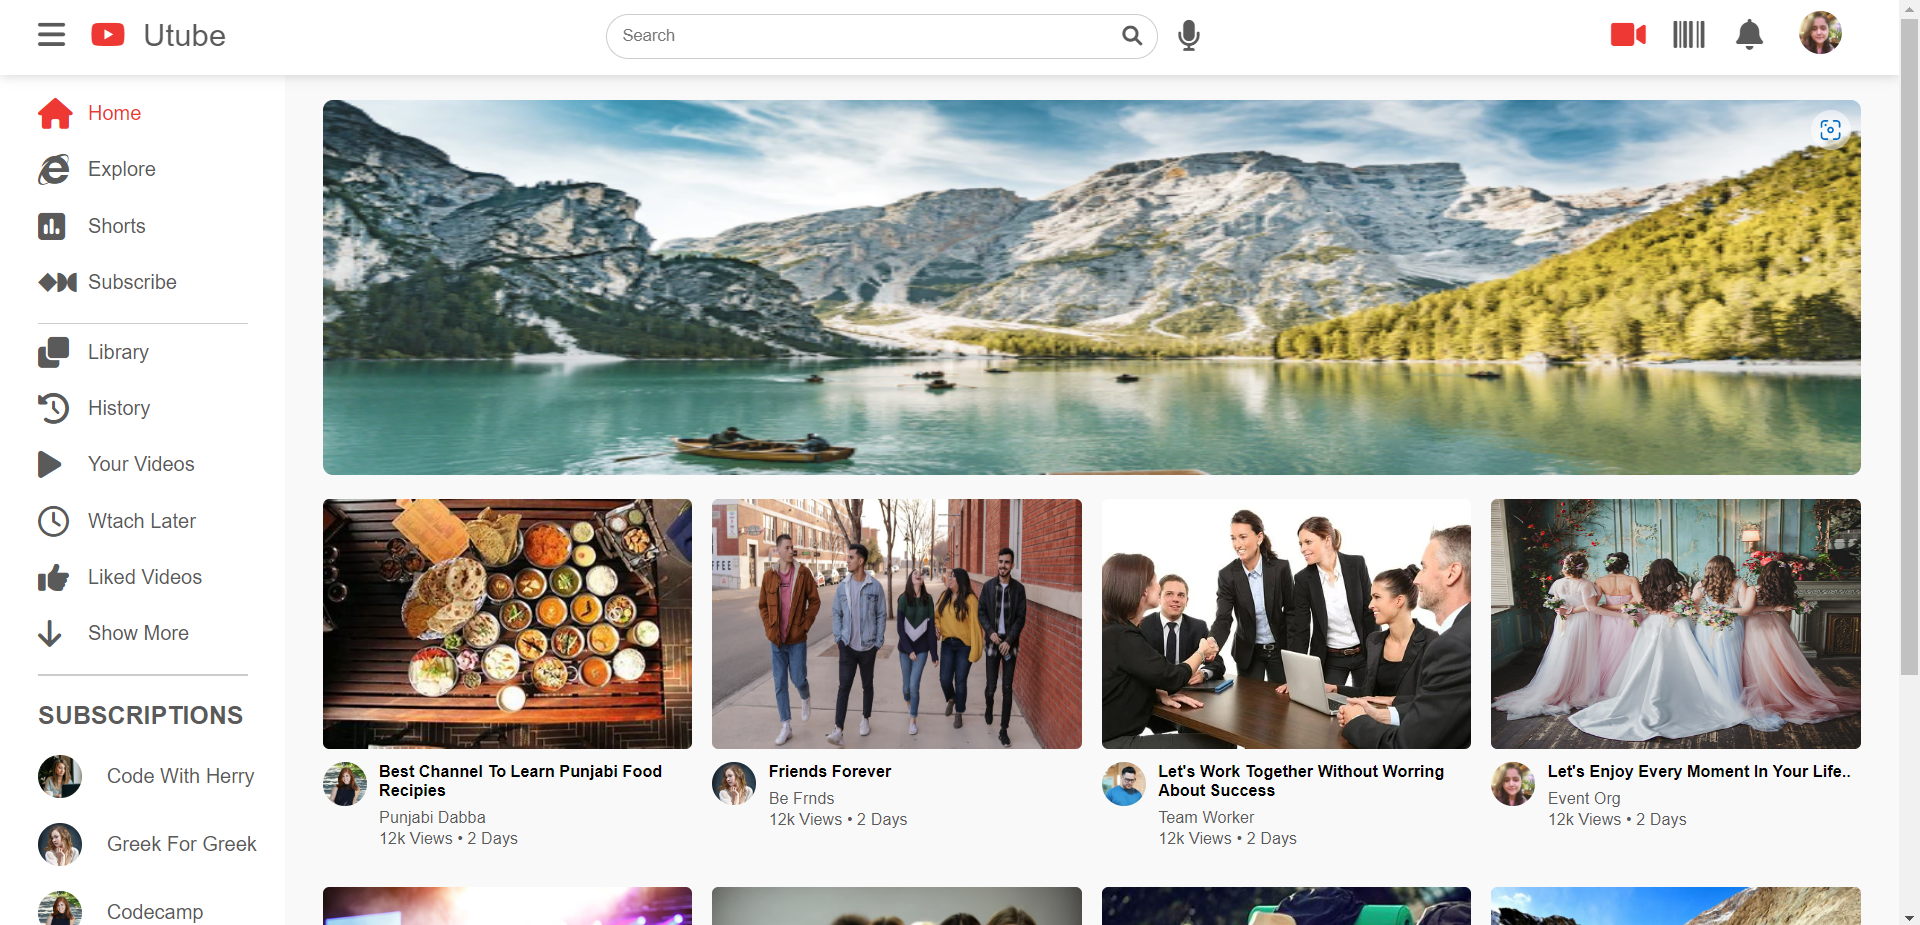 Utube
Search
Home
Explore
Shorts
Subscribe
Library
History
Your Videos
Wtach Later
Liked Videos
Show More
SUBSCRIPTIONS
Code With Herry
Greek For Greek
Codecamp
FFEE
Best Channel To Learn Punjabi Food
Recipies
Punjabi Dabba
12k Views • 2 Days
Friends Forever
Be Frnds
12k Views • 2 Days
Let's Work Together Without Worring
About Success
Team Worker
12k Views • 2 Days
Let's Enjoy Every Moment In Your Life..
Event Org
12k Views • 2 Days